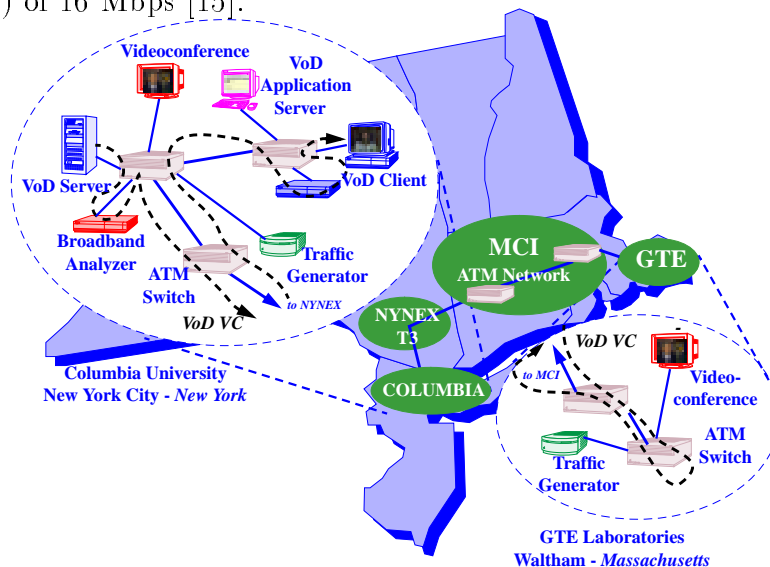 ) of 16 Mbps [15].
Videoconference
VoD
Application
Server
VoD Server
VoD Client
Broadband
Analyzer
ATM
Switch
Traffic
Generator
to NYNEX
VoD VC
Columbia University
New York City - New York
MCI
ATM Network
GTE
NYNEX
T3
COLUMBIA
VoD VC
to MCI
Video-
conference
ATM
Switch
Traffic
Generator
GTE Laboratories
Waltham - Massachusetts